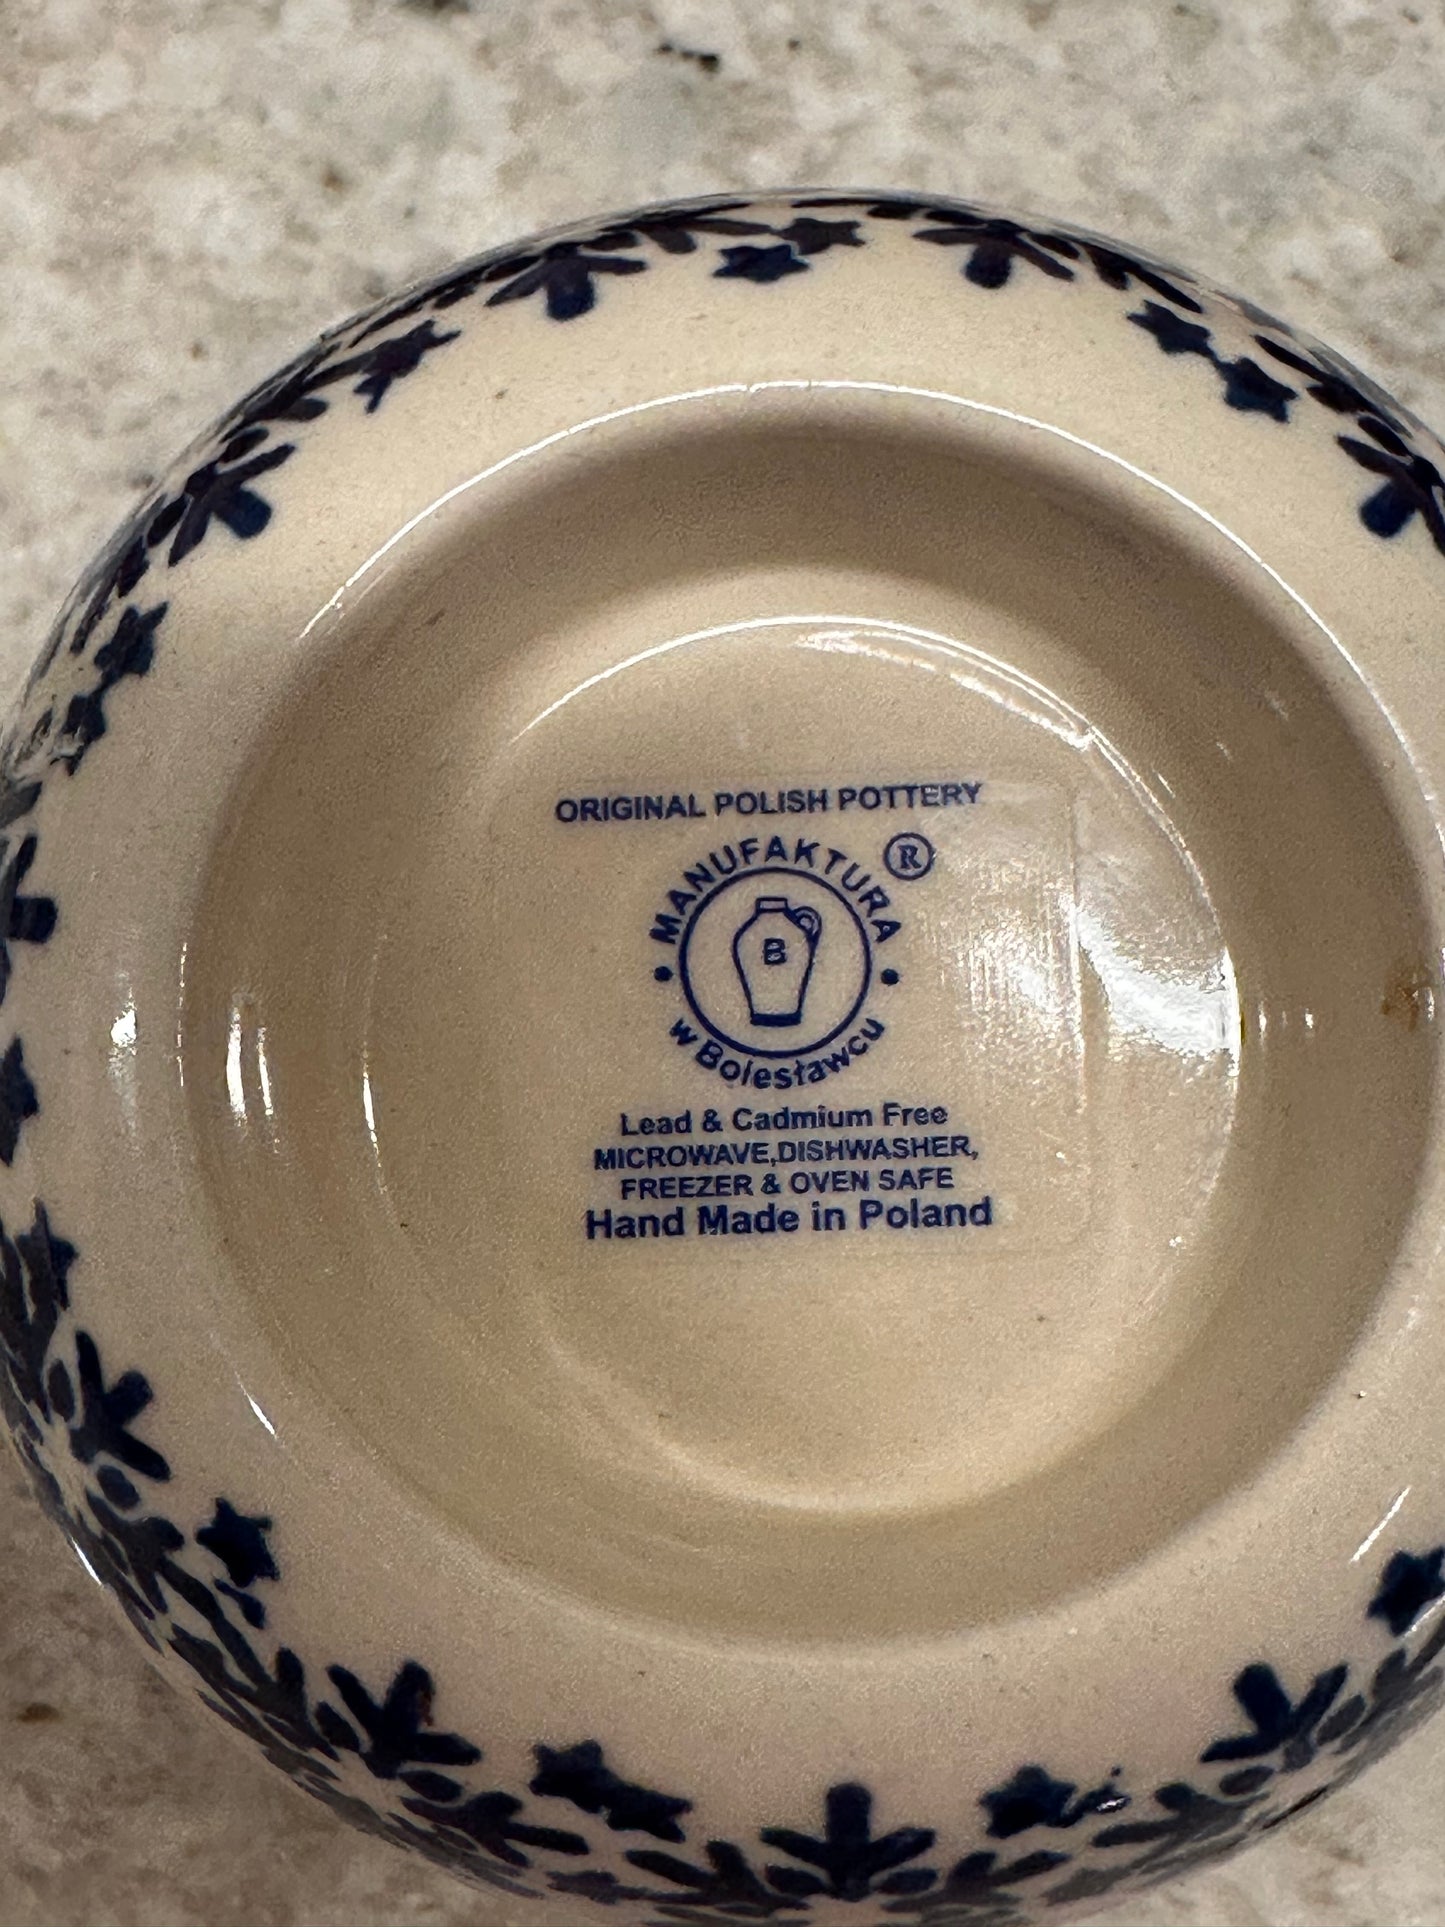 ORIGINAL POLISH POTTERY
MANUFAKTURA ®
B
w Bolesławcu
Lead & Cadmium Free
MICROWAVE,DISHWASHER,
FREEZER & OVEN SAFE
Hand Made in Poland